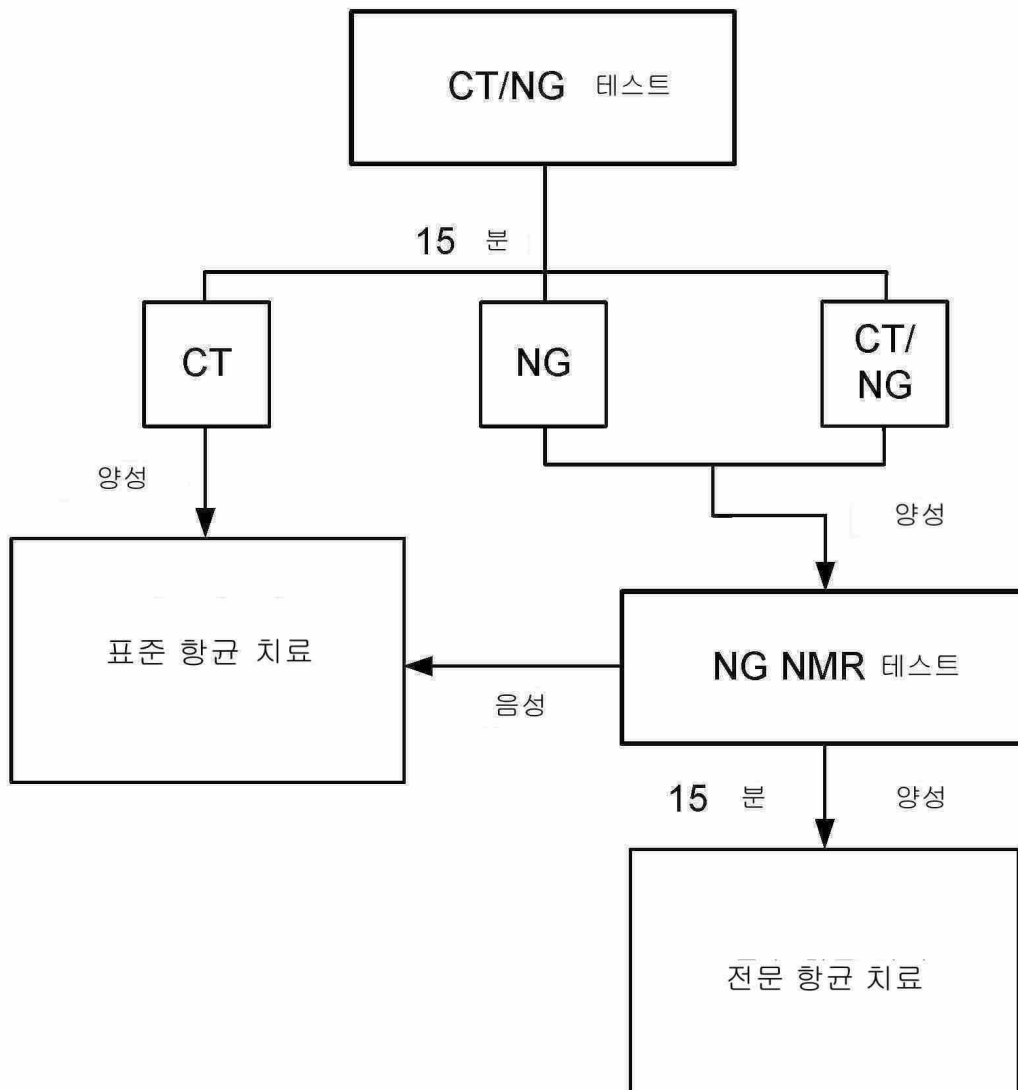 CT/NG 테스트
15 분
CT
NG
CT/
NG
양성
양성
표준 항균 치료
NG NMR 테스트
음성
15 분 양성
전문 항균 치료